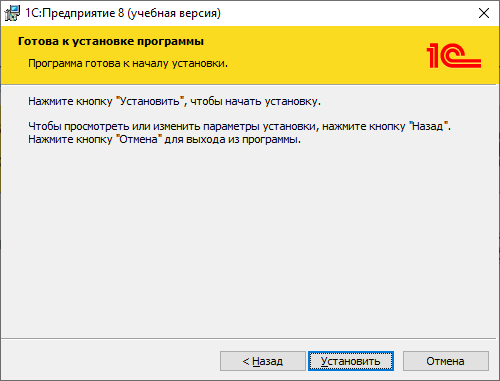 1С:Предприятие 8 (учебная версия)
Готова к установке программы
Программа готова к началу установки.
1С
Нажмите кнопку "Установить", чтобы начать установку.
Чтобы просмотреть или изменить параметры установки, нажмите кнопку "Назад".
Нажмите кнопку "Отмена" для выхода из программы.
< Назад
Установить
Отмена